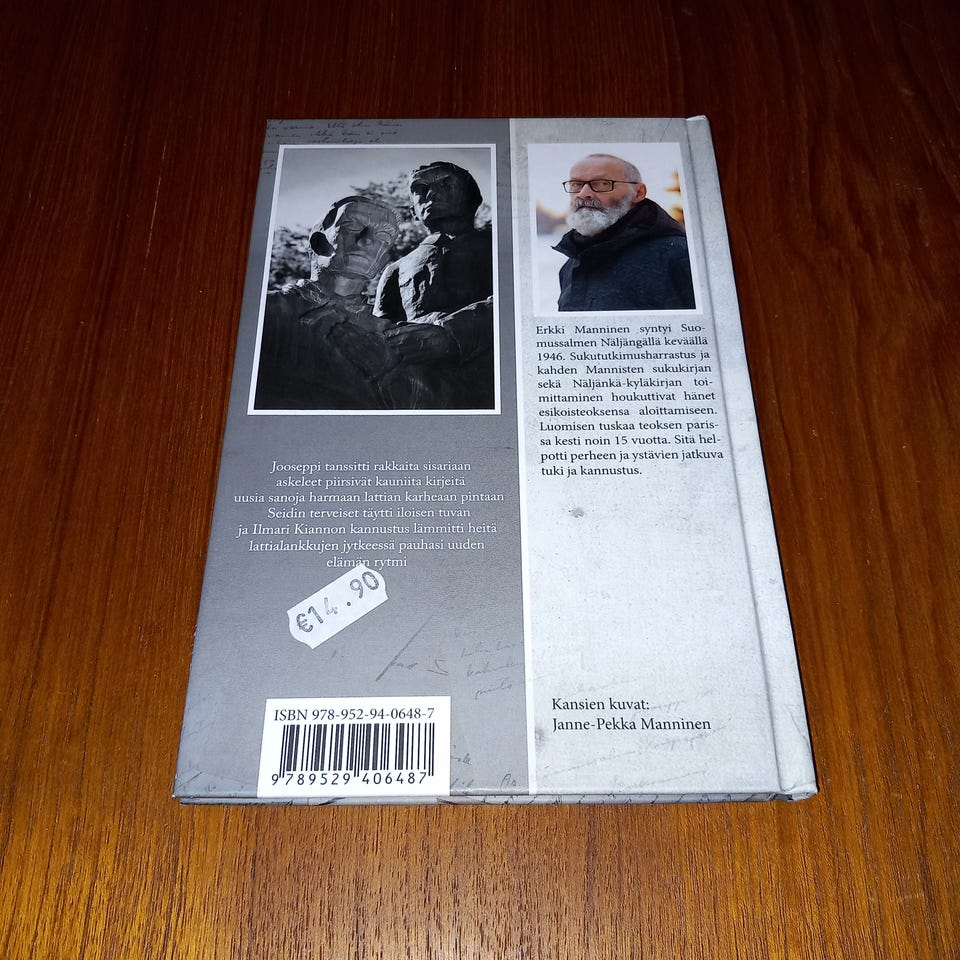 Jooseppi tanssitti rakkaita sisariaan
askeleet piirsivät kauniita kirjeitä
uusia sanoja harmaan lattian karheaan pintaan
Seidin terveiset täytti iloisen tuvan
ja Ilmari Kiannon kannustus lämmitti heitä
lattialankkujen jytkeessä pauhasi uuden
elämän rytmi
€14.90
ISBN 978-952-94-0648-7
9 789529 406487
Erkki Manninen syntyi Suo-
mussalmen Näljängällä keväällä
1946. Sukututkimusharrastus ja
kahden Mannisten sukukirjan
sekä Näljänkä-kyläkirjan toi-
mittaminen houkuttivat hänet
esikoisteoksensa aloittamiseen.
Luomisen tuskaa teoksen paris-
sa kesti noin 15 vuotta. Sitä hel-
potti perheen ja ystävien jatkuva
tuki ja kannustus.
Kansien kuvat:
Janne-Pekka Manninen